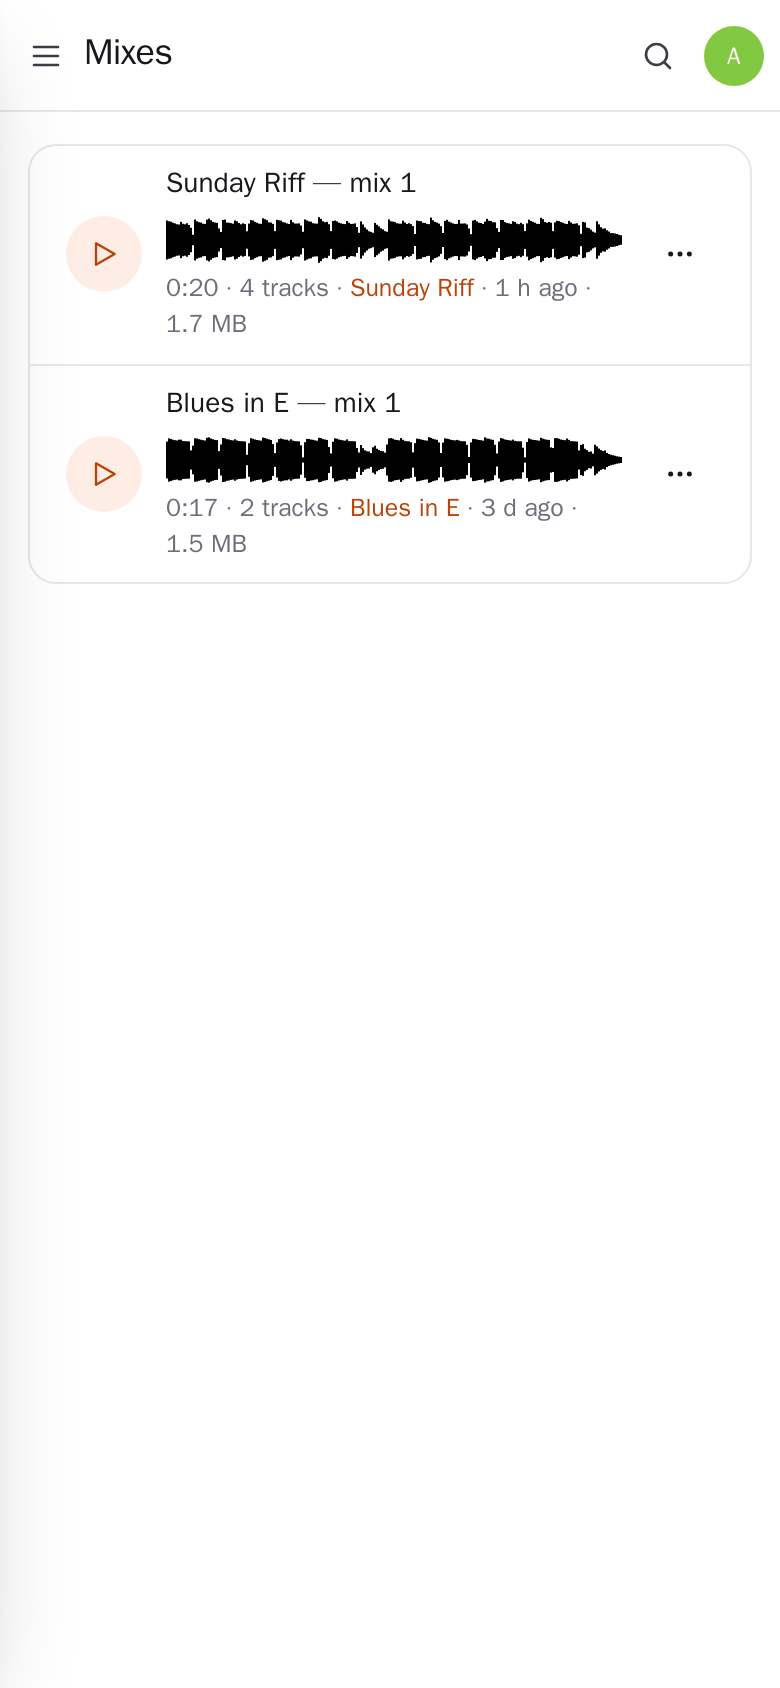 Mixes
A
Sunday Riff — mix 1
0:20 · 4 tracks · Sunday Riff · 1 h ago ·
1.7 MB
Blues in E — mix 1
0:17 · 2 tracks · Blues in E · 3 d ago ·
1.5 MB